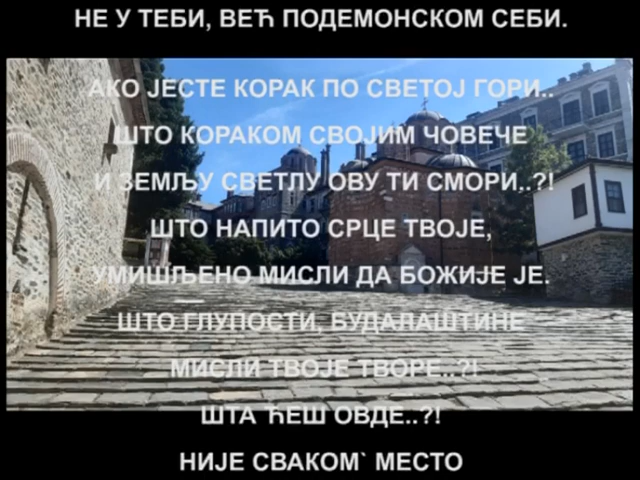 НЕ У ТЕБИ, ВЕЋ ПОДЕМОНСКОМ СЕБИ.
АКО ЈЕСТЕ КОРАК ПО СВЕТОЈ ГОРИ..
ШТО КОРАКОМ СВОЈИМ ЧОВЕЧЕ
И ЗЕМЉУ СВЕТЛУ ОВУ ТИ СМОРИ..?!
ШТО НАПИТО СРЦЕ ТВОЈЕ,
УМИШЉЕНО МИСЛИ ДА БОЖИЈЕ ЈЕ.
ШТО ГЛУПОСТИ, БУДАЛАШТИНЕ
МИСЛИ ТВОЈЕ ТВОРЕ..?!
ШТА ЋЕШ ОВДЕ..?!
НИЈЕ СВАКОМ` МЕСТО